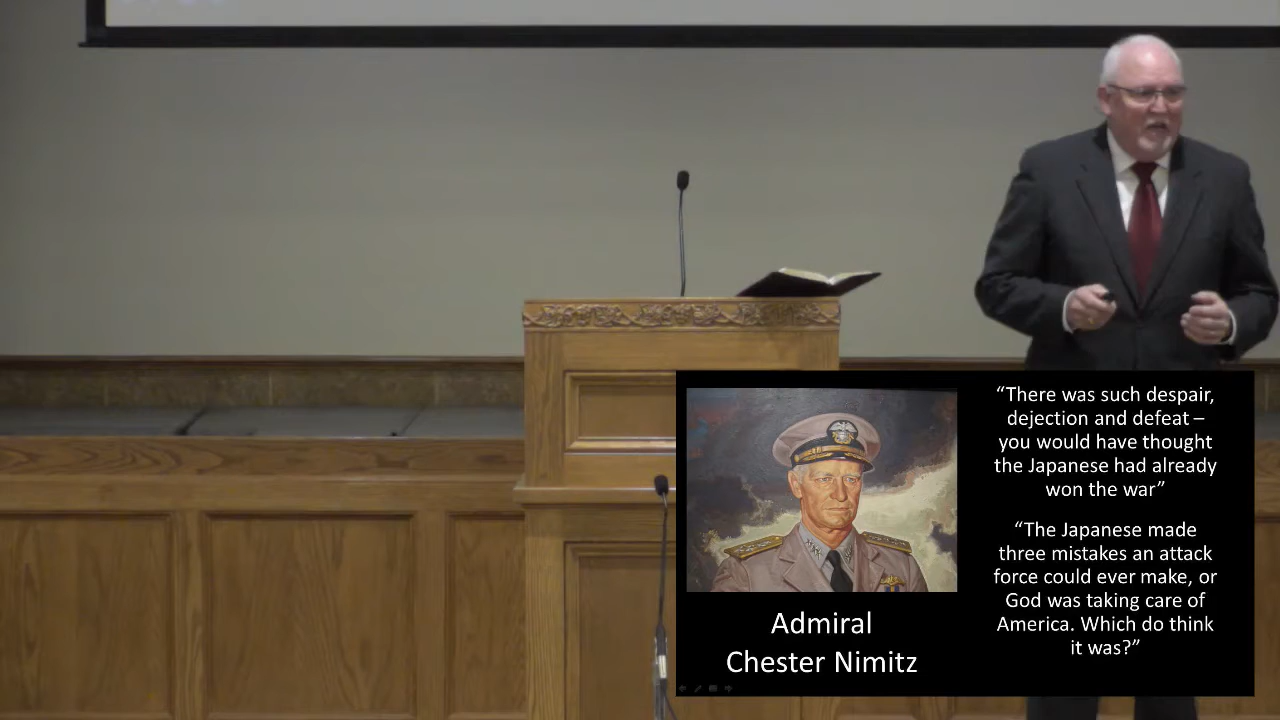 Admiral
Chester Nimitz
“There was such despair,
dejection and defeat –
you would have thought
the Japanese had already
won the war”
“The Japanese made
three mistakes an attack
force could ever make, or
God was taking care of
America. Which do think
it was?”